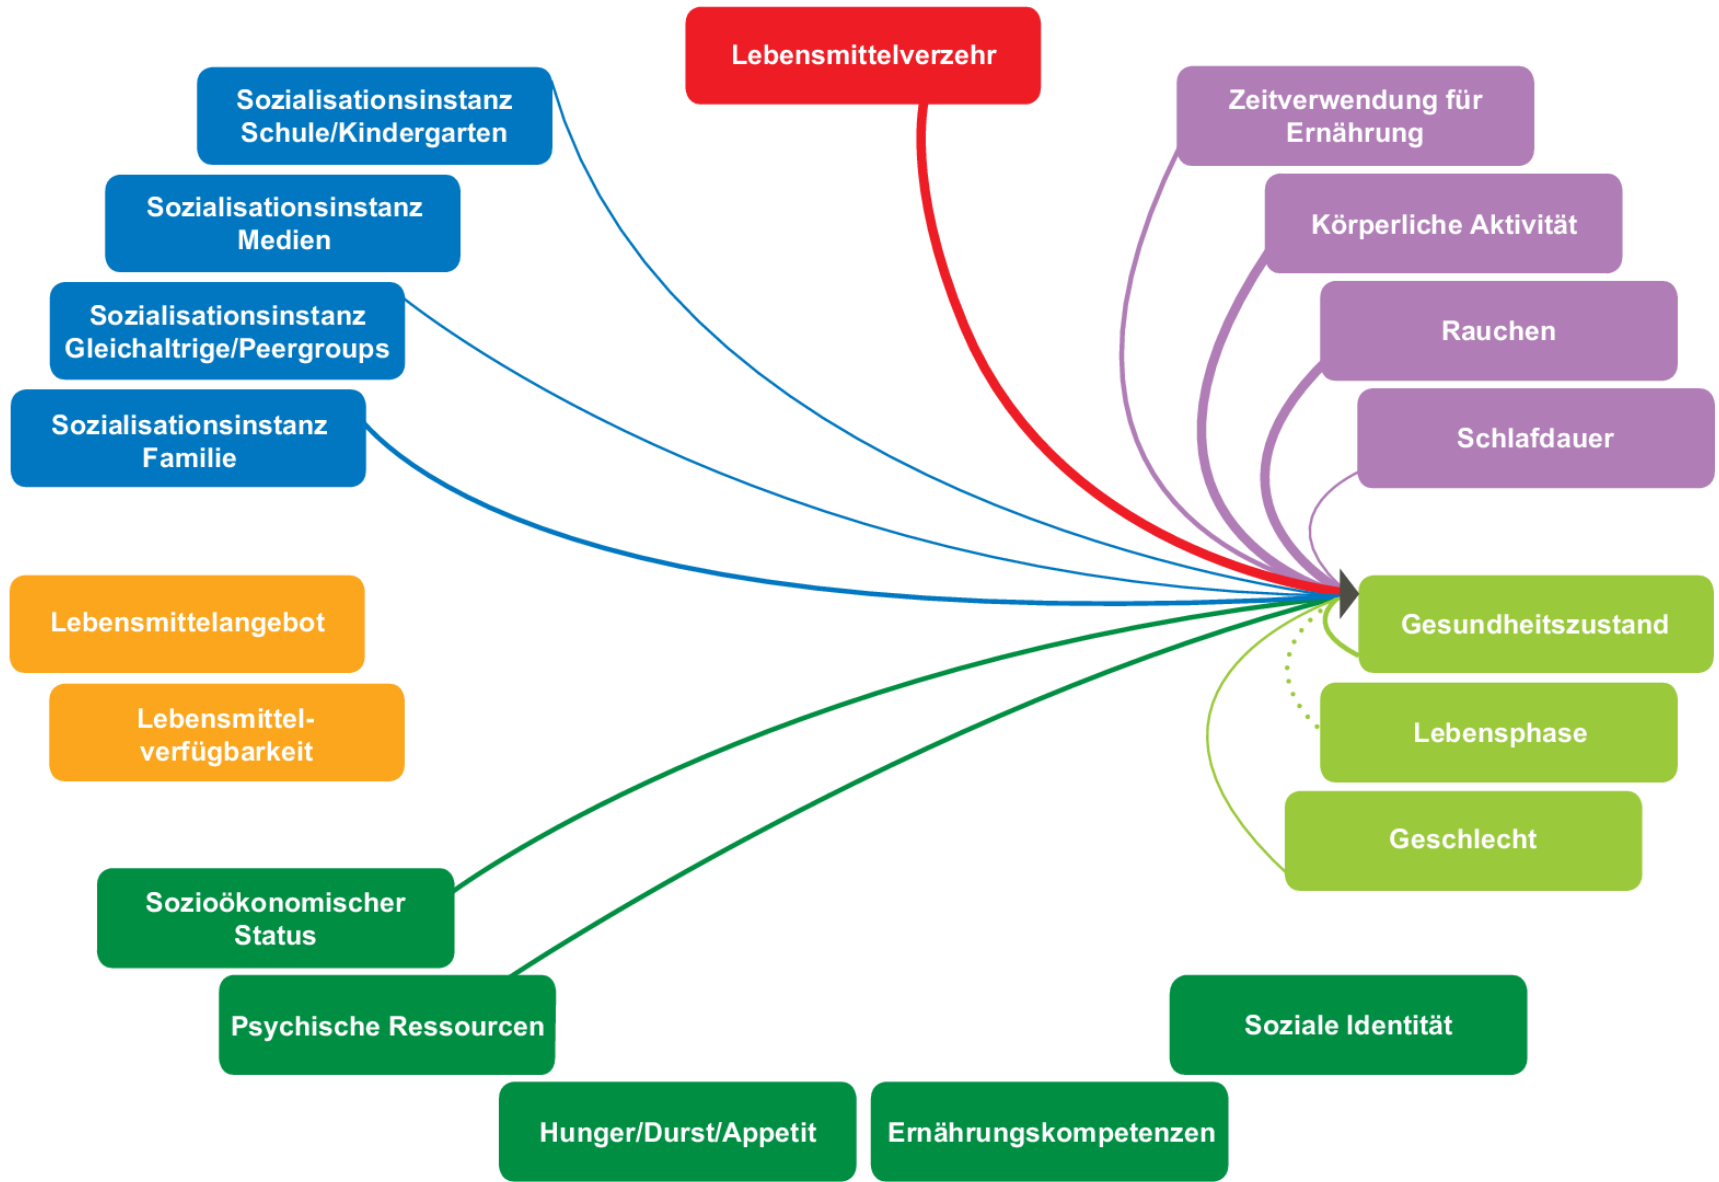 Lebensmittelverzehr
Sozialisationsinstanz
Schule/Kindergarten
Sozialisationsinstanz
Medien
Sozialisationsinstanz
Gleichaltrige/Peergroups
Sozialisationsinstanz
Familie
Lebensmittelangebot
Lebensmittel-
verfügbarkeit
Sozioökonomischer
Status
Psychische Ressourcen
Hunger/Durst/Appetit
Ernährungskompetenzen
Soziale Identität
Zeitverwendung für
Ernährung
Körperliche Aktivität
Rauchen
Schlafdauer
Gesundheitszustand
Lebensphase
Geschlecht